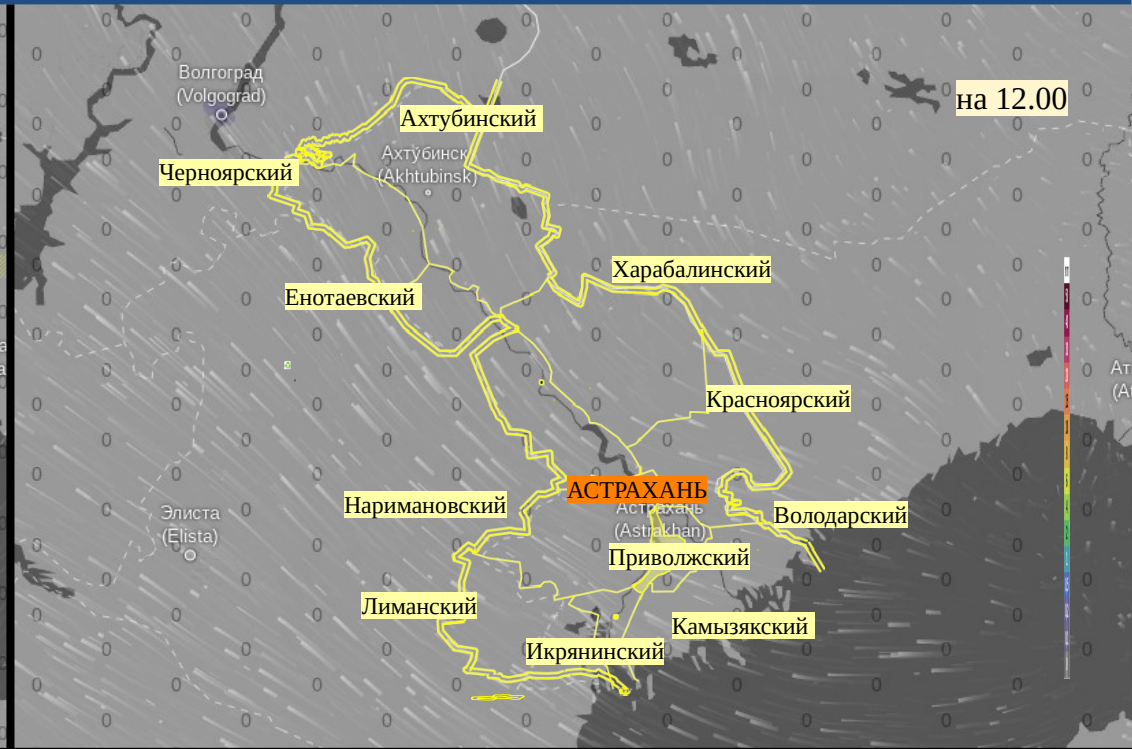 Волгоград
(Volgograd)
на 12.00
Ахтубинский
Ахтубинск
(Akhtubinsk)
Черноярский
Харабалинский
Енотаевский
Красноярский
АСТРАХАНЬ
Астрахань
(Astrakhan)
Наримановский
Элиста
(Elista)
Володарский
Приволжский
Лиманский
Камызякский
Икрянинский